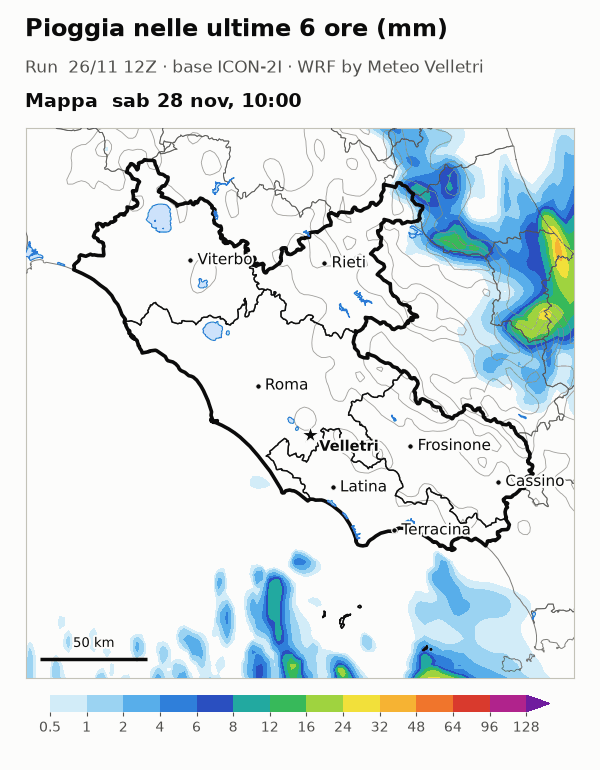 Pioggia nelle ultime 6 ore (mm)
Run  26/11 12Z · base ICON-2I · WRF by Meteo Velletri
Mappa  sab 28 nov, 10:00
Viterbo
Rieti
Roma
Velletri
Frosinone
Cassino
Latina
Terracina
50 km
0.5 1 2 4 6 8 12 16 24 32 48 64 96 128